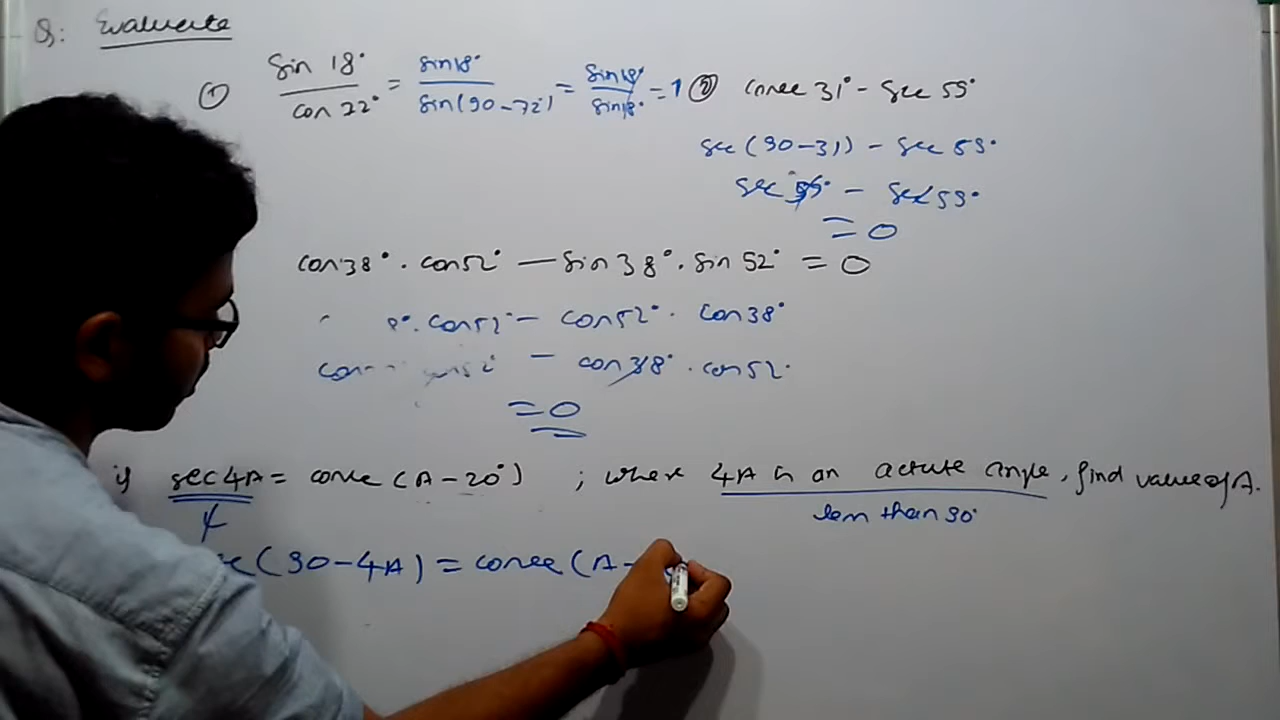 Q: Evaluate
① Sin 18° / cos 72° = Sin 18° / Sin(90-72°) = Sin 18° / Sin 18° = 1
② cosec 31° - Sec 59°
Sec (90-31) - Sec 59°
Sec 59° - Sec 59°
= 0
cos 38° . cos 52° - Sin 38° . Sin 52° = 0
8° . cos 52° - cos 52° . cos 38°
cos 52° - cos 38° . cos 52°
= 0
if sec 4A = cosec (A - 20°) ; where 4A is an actute angle, find value of A.
less than 90°
(90 - 4A) = cosec (A -